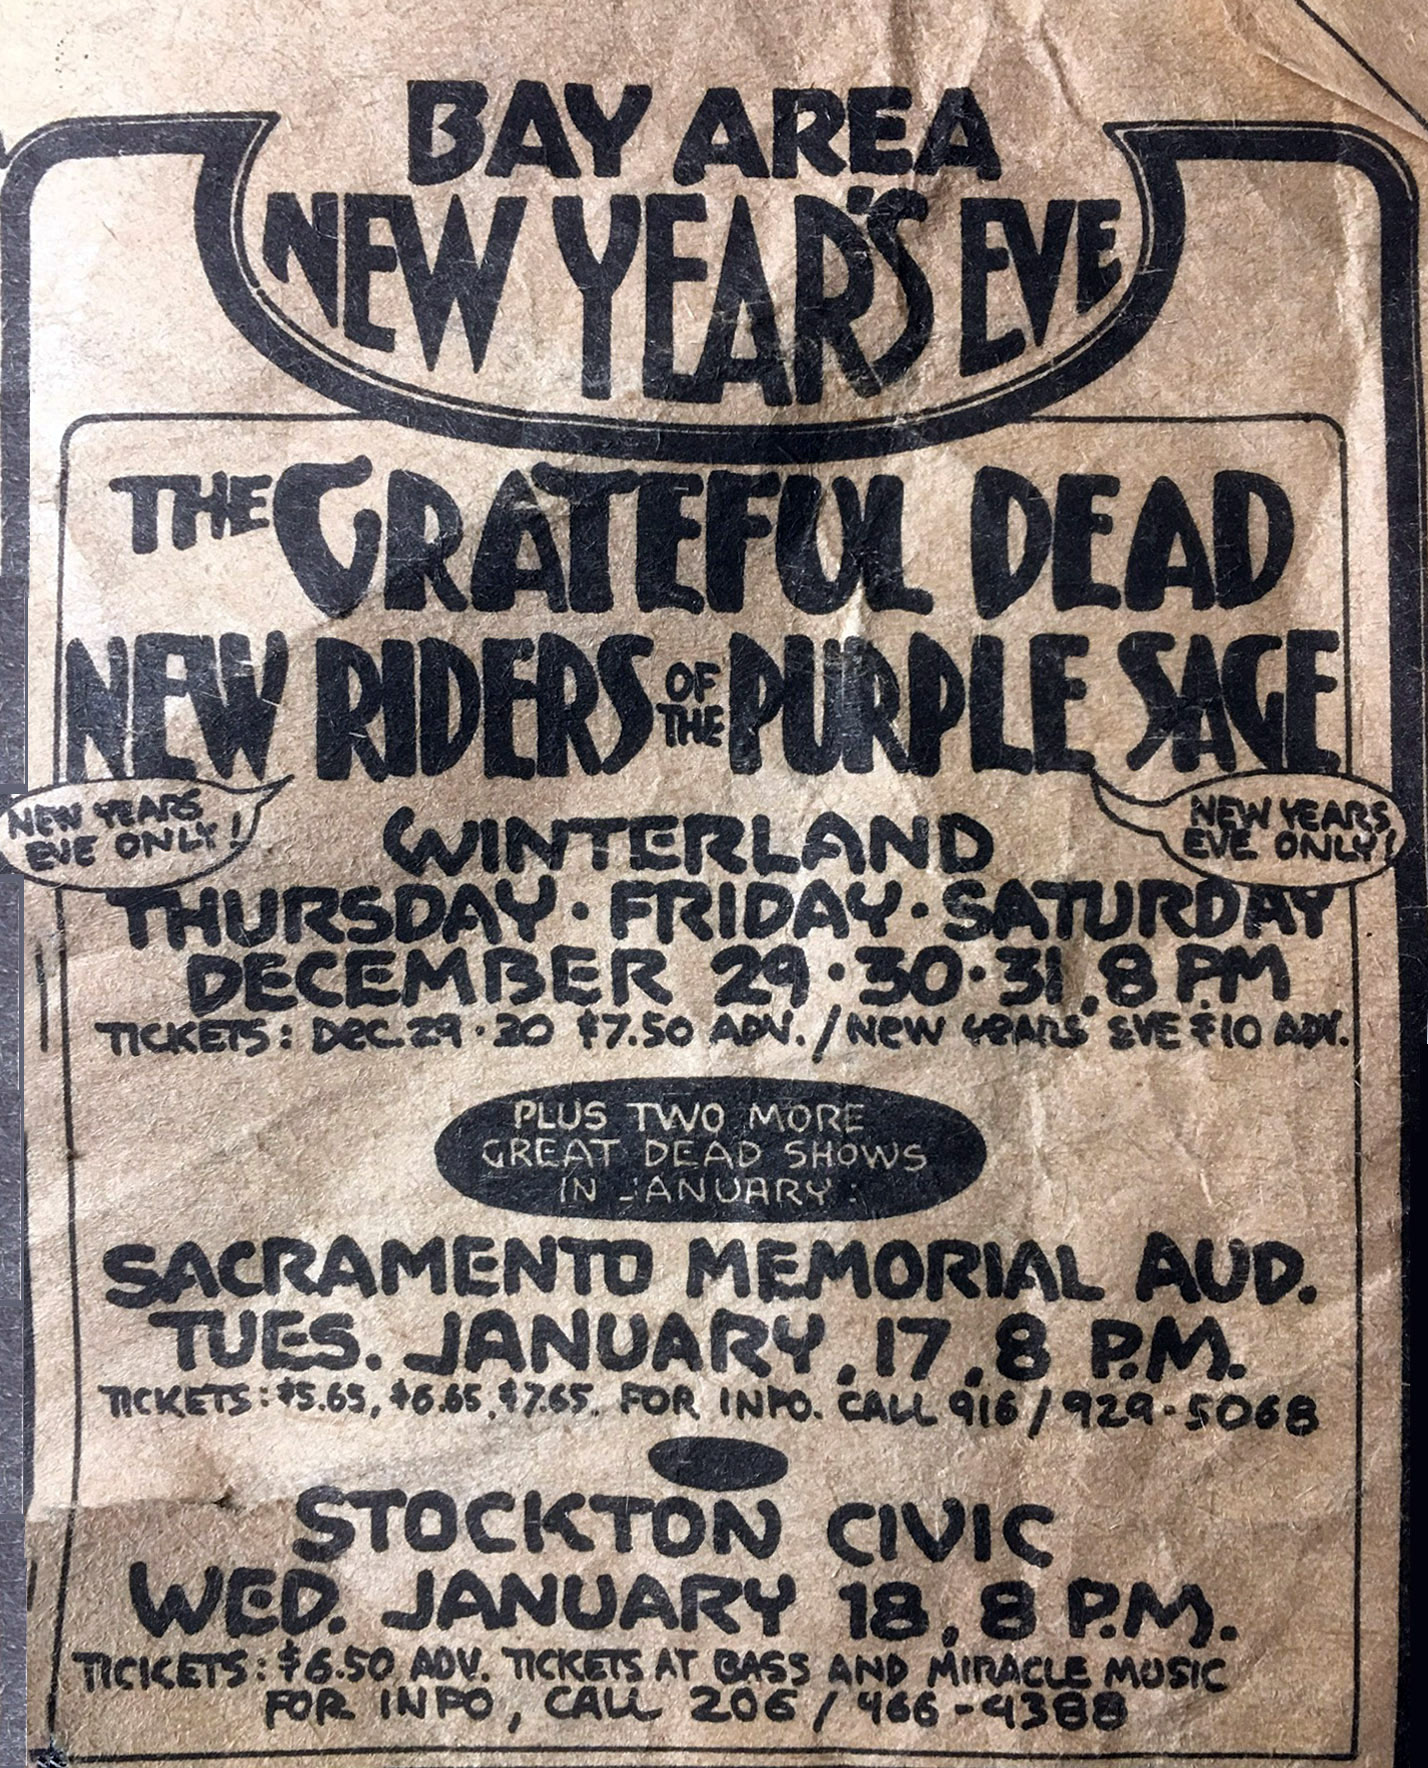 BAY AREA
NEW YEAR'S EVE
THE GRATEFUL DEAD
NEW RIDERS OF THE PURPLE SAGE
NEW YEARS
EVE ONLY!
NEW YEARS
EVE ONLY!
WINTERLAND
THURSDAY · FRIDAY · SATURDAY
DECEMBER 29 · 30 · 31, 8 P.M
TICKETS: DEC. 29 · 30 $7.50 ADV. / NEW YEARS' EVE $10 ADV.
PLUS TWO MORE
GREAT DEAD SHOWS
IN JANUARY:
SACRAMENTO MEMORIAL AUD.
TUES. JANUARY, 17, 8 P.M.
TICKETS: $5.65, $6.65, $7.65. FOR INFO. CALL 916 / 929-5068
STOCKTON CIVIC
WED. JANUARY 18, 8 P.M.
TICKETS: $6.50 ADV. TICKETS AT BASS AND MIRACLE MUSIC
FOR INFO, CALL 206 / 466-4388